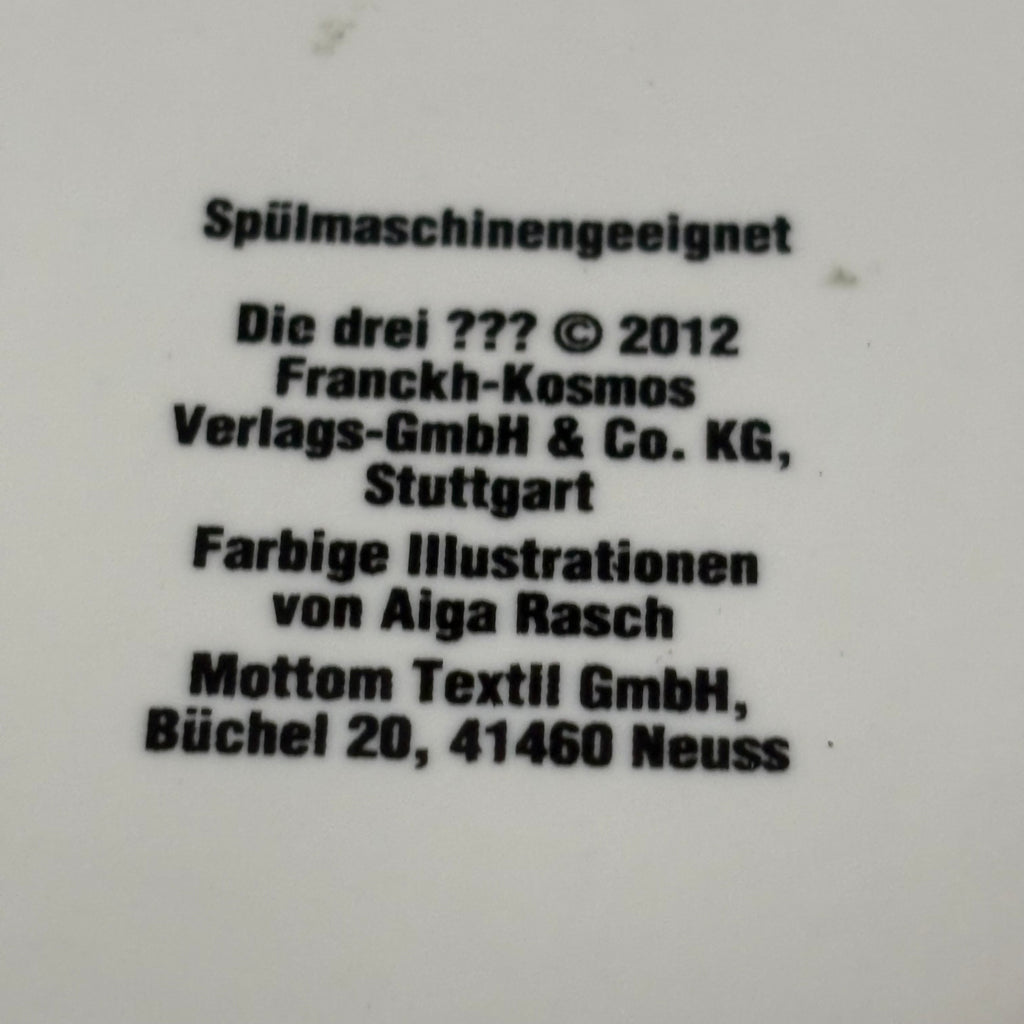 Spülmaschinengeeignet
Die drei ??? © 2012
Franckh-Kosmos
Verlags-GmbH & Co. KG,
Stuttgart
Farbige Illustrationen
von Aiga Rasch
Mottom Textil GmbH,
Büchel 20, 41460 Neuss